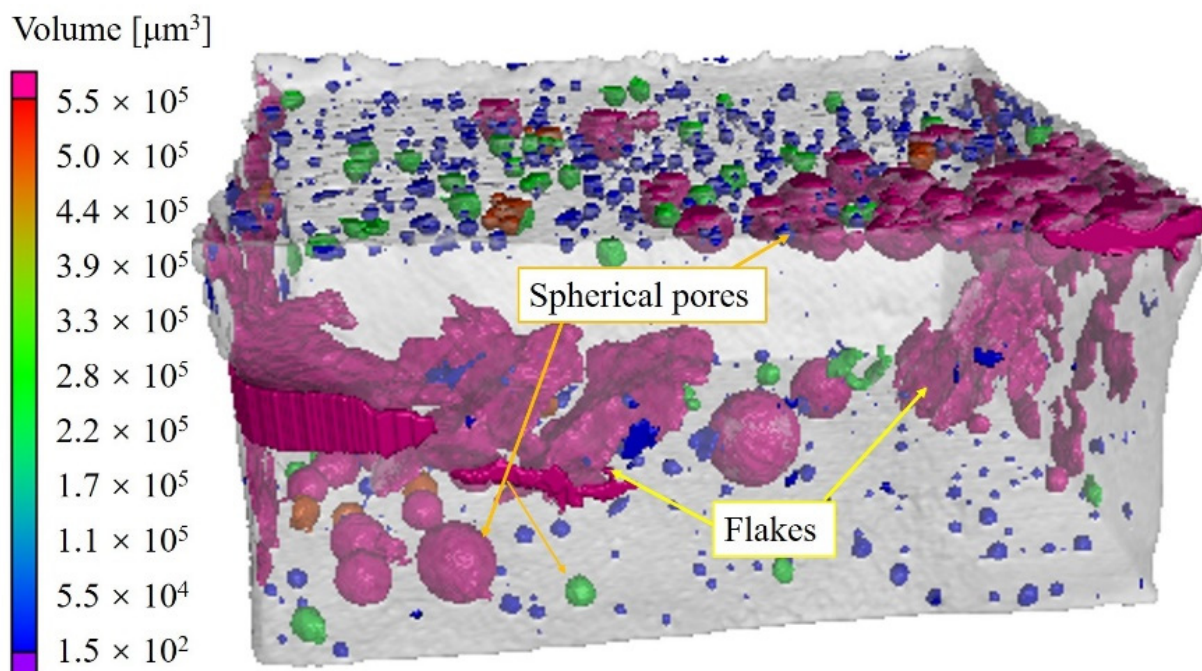 Volume [μm³]
5.5 × 10⁵
5.0 × 10⁵
4.4 × 10⁵
3.9 × 10⁵
3.3 × 10⁵
2.8 × 10⁵
2.2 × 10⁵
1.7 × 10⁵
1.1 × 10⁵
5.5 × 10⁴
1.5 × 10²
Spherical pores
Flakes